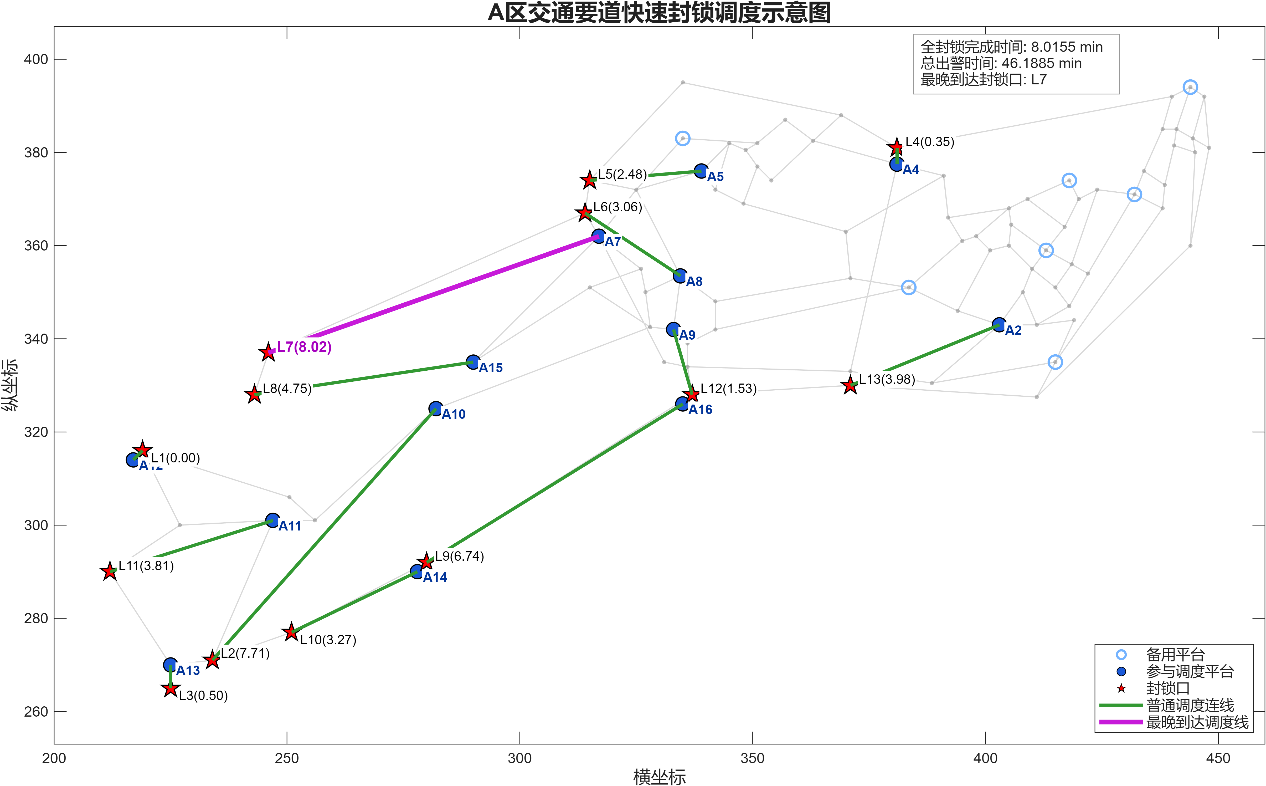 A区交通要道快速封锁调度示意图
全封锁完成时间: 8.0155 min
总出警时间: 46.1885 min
最晚到达封锁口: L7
400
380
360
340
320
300
280
260
纵坐标
L4(0.35)
A4
L5(2.48)
A5
L6(3.06)
A7
A8
L7(8.02)
A9
A2
A15
L8(4.75)
L12(1.53)
L13(3.98)
A16
A10
L1(0.00)
A12
A11
L11(3.81)
L9(6.74)
A14
L10(3.27)
L2(7.71)
A13
L3(0.50)
备用平台
参与调度平台
封锁口
普通调度连线
最晚到达调度线
200
250
300
350
400
450
横坐标